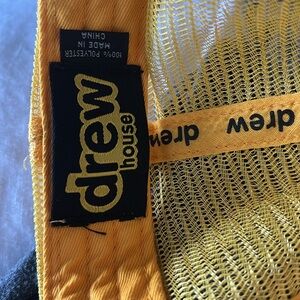 100% POLYESTER
MADE IN
CHINA
drew
house
drew
drew